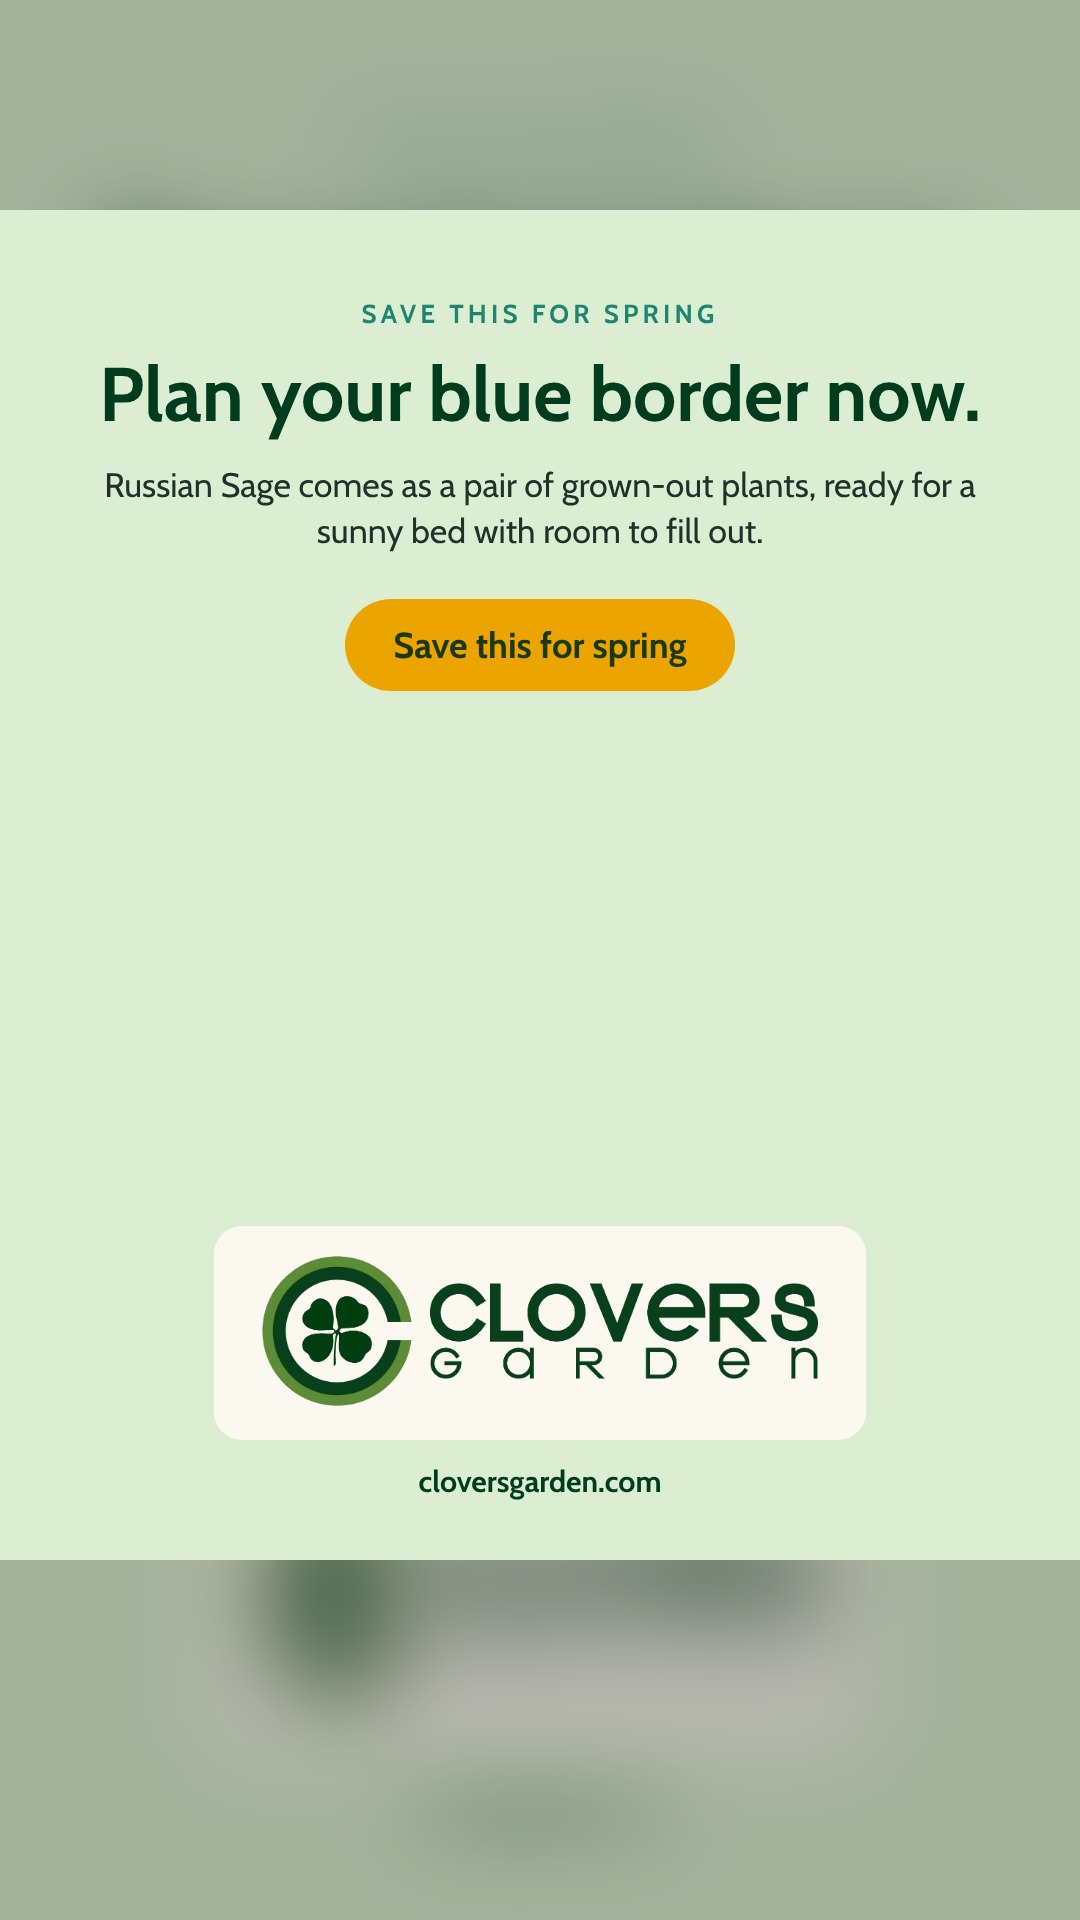 SAVE THIS FOR SPRING
Plan your blue border now.
Russian Sage comes as a pair of grown-out plants, ready for a
sunny bed with room to fill out.
Save this for spring
CLOVERS
GARDEN
cloversgarden.com